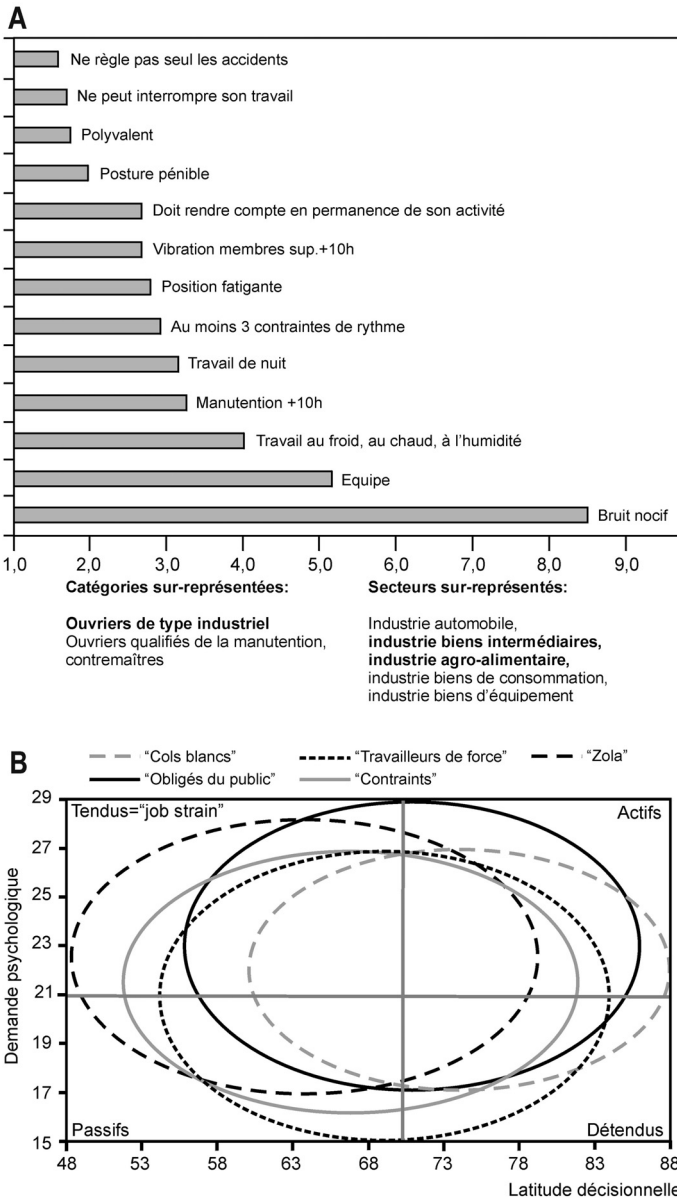 A
Ne règle pas seul les accidents
Ne peut interrompre son travail
Polyvalent
Posture pénible
Doit rendre compte en permanence de son activité
Vibration membres sup.+10h
Position fatigante
Au moins 3 contraintes de rythme
Travail de nuit
Manutention +10h
Travail au froid, au chaud, à l’humidité
Equipe
Bruit nocif
1,0 2,0 3,0 4,0 5,0 6,0 7,0 8,0 9,0
Catégories sur-représentées:
Ouvriers de type industriel
Ouvriers qualifiés de la manutention,
contremaîtres
Secteurs sur-représentés:
Industrie automobile,
industrie biens intermédiaires,
industrie agro-alimentaire,
industrie biens de consommation,
industrie biens d’équipement
B
“Cols blancs” “Travailleurs de force” “Zola”
“Obligés du public” “Contraints”
Tendus=“job strain” Actifs
Demande psychologique
29
27
25
23
21
19
17
15
Passifs Détendus
48 53 58 63 68 73 78 83 88
Latitude décisionnelle